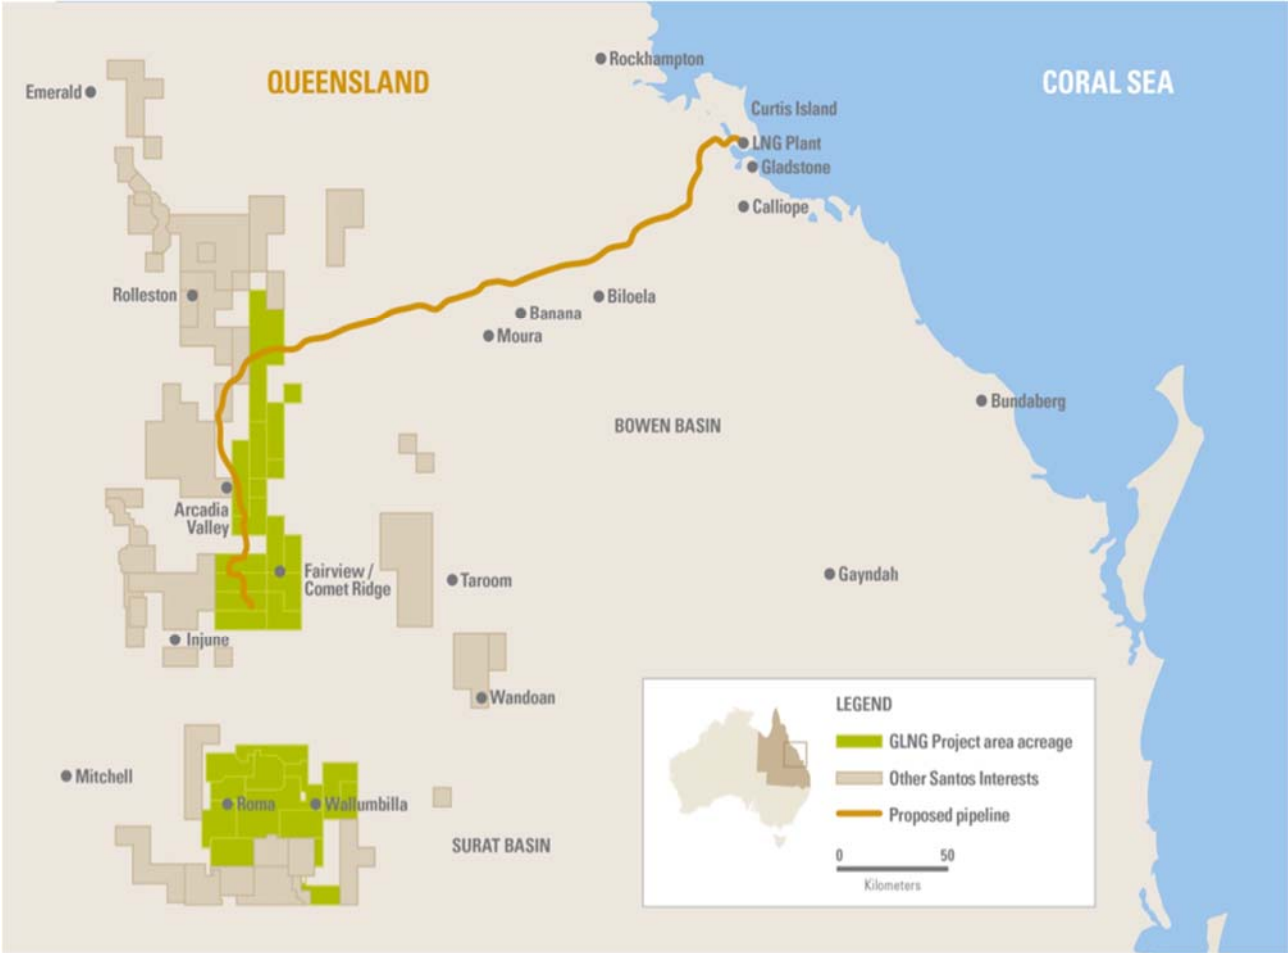 Rockhampton
QUEENSLAND
CORAL SEA
Emerald
Curtis Island
LNG Plant
Gladstone
Calliope
Rolleston
Biloela
Banana
Moura
Bundaberg
BOWEN BASIN
Arcadia
Valley
Fairview /
Comet Ridge
Taroom
Gayndah
Injune
Wandoan
Mitchell
Roma
Wallumbilla
SURAT BASIN
LEGEND
GLNG Project area acreage
Other Santos Interests
Proposed pipeline
0 50
Kilometers